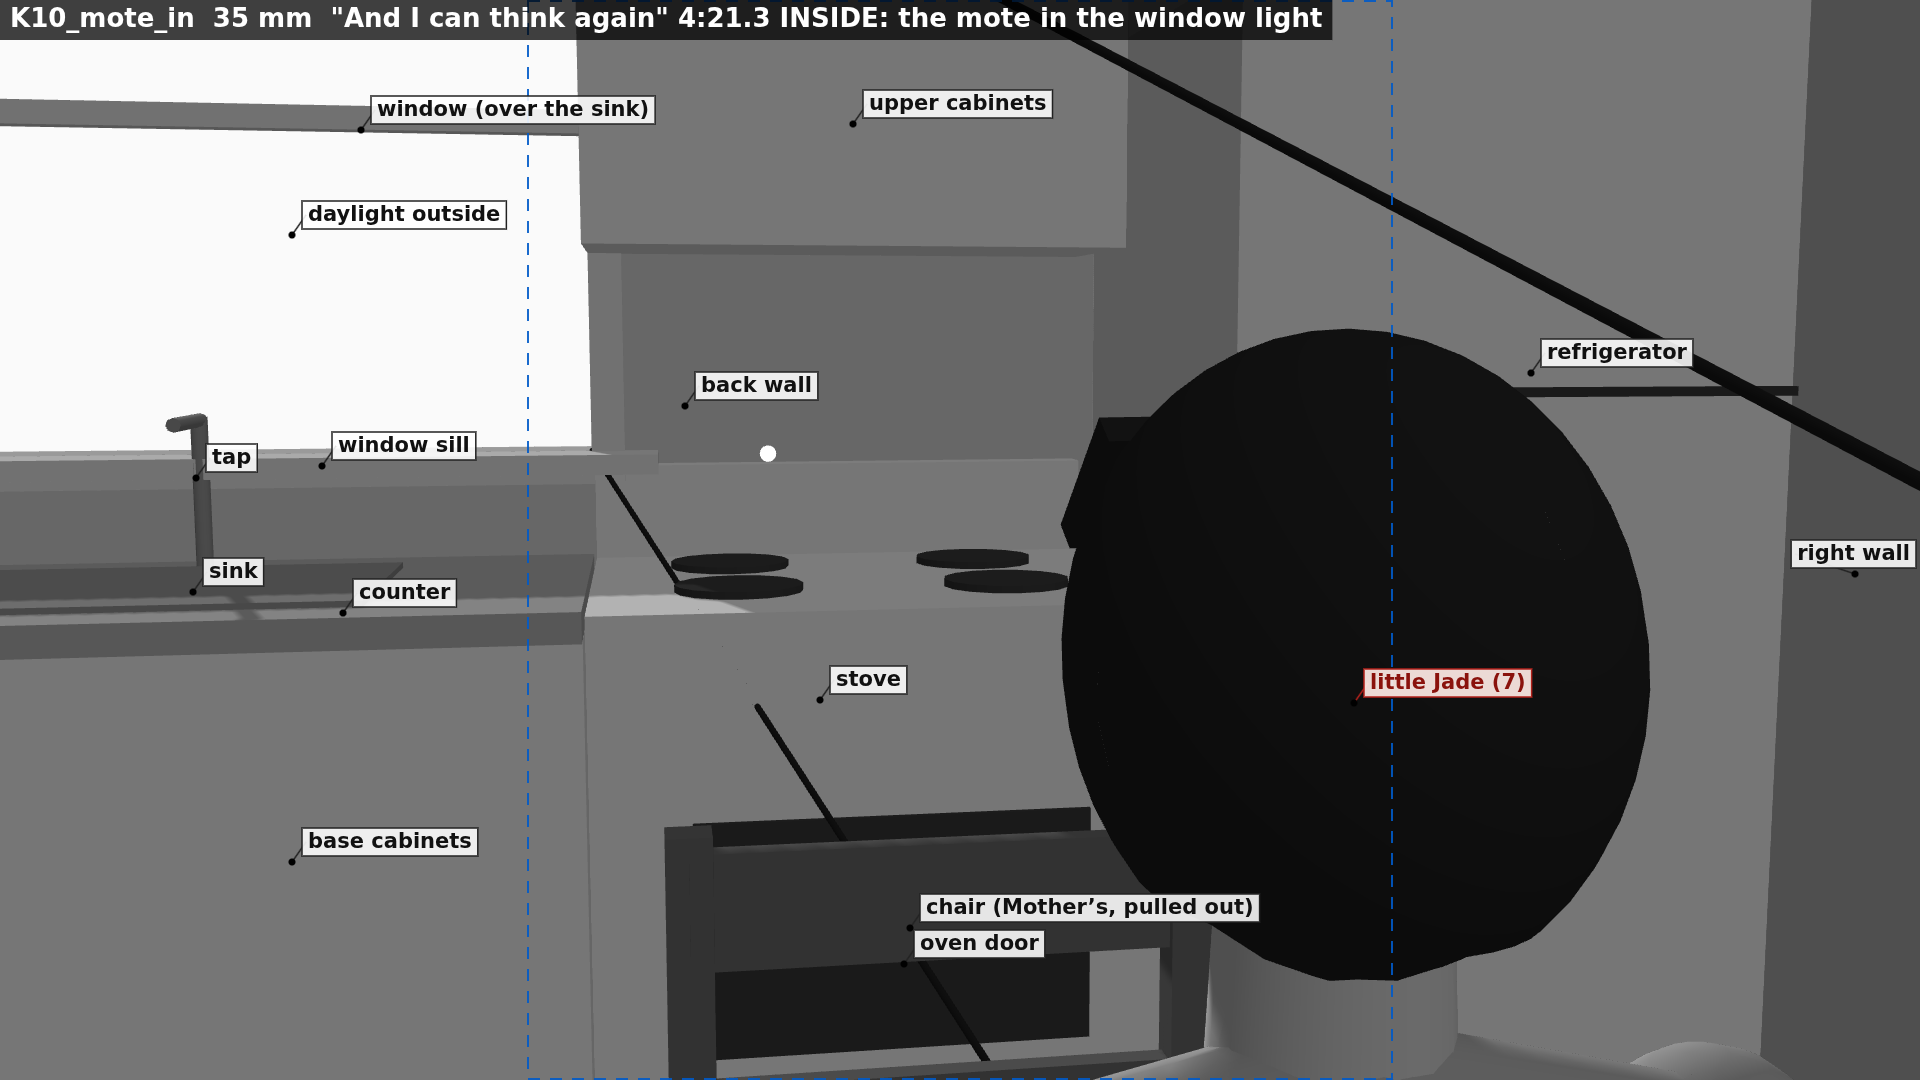 K10_mote_in 35 mm "And I can think again" 4:21.3 INSIDE: the mote in the window light
window (over the sink)
upper cabinets
daylight outside
refrigerator
back wall
window sill
tap
right wall
sink
counter
stove
little Jade (7)
base cabinets
chair (Mother’s, pulled out)
oven door